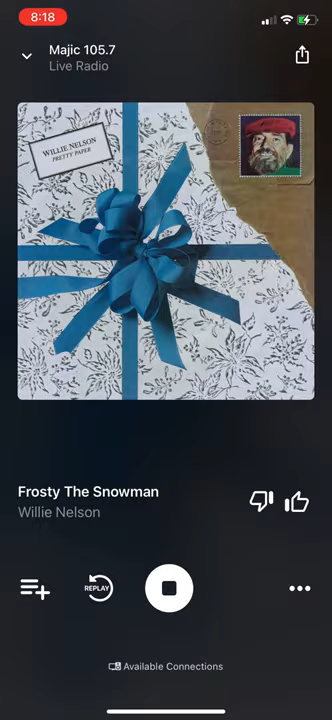 8:18
Majic 105.7
Live Radio
WILLIE NELSON
PRETTY PAPER
Frosty The Snowman
Willie Nelson
REPLAY
Available Connections